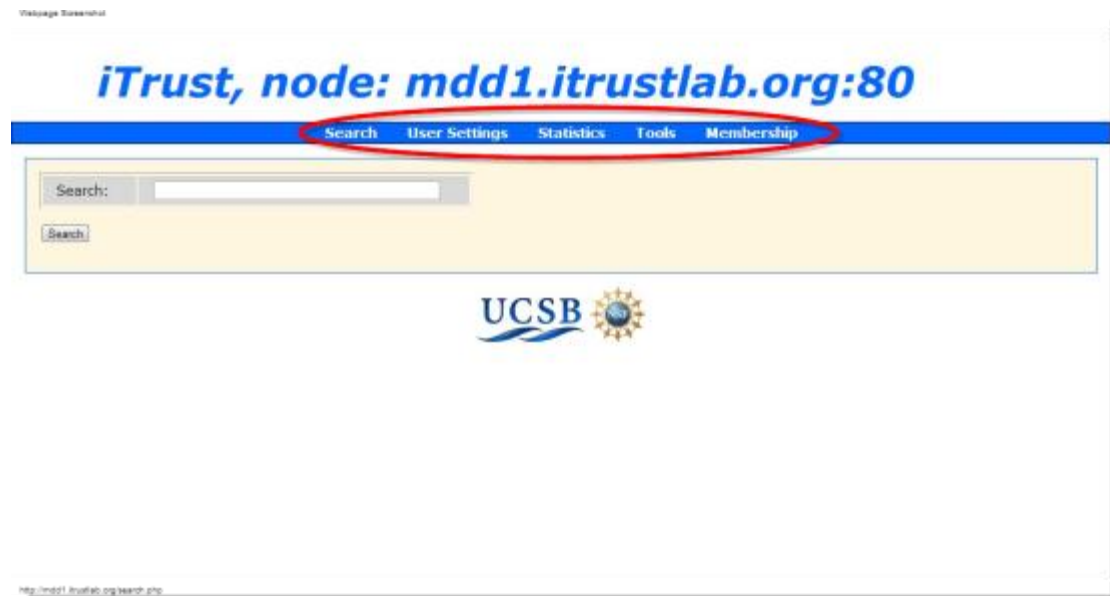 Webpage Screenshot
iTrust, node: mdd1.itrustlab.org:80
Search User Settings Statistics Tools Membership
Search:
Search
UCSB
http://mdd1.itrustlab.org/search.php